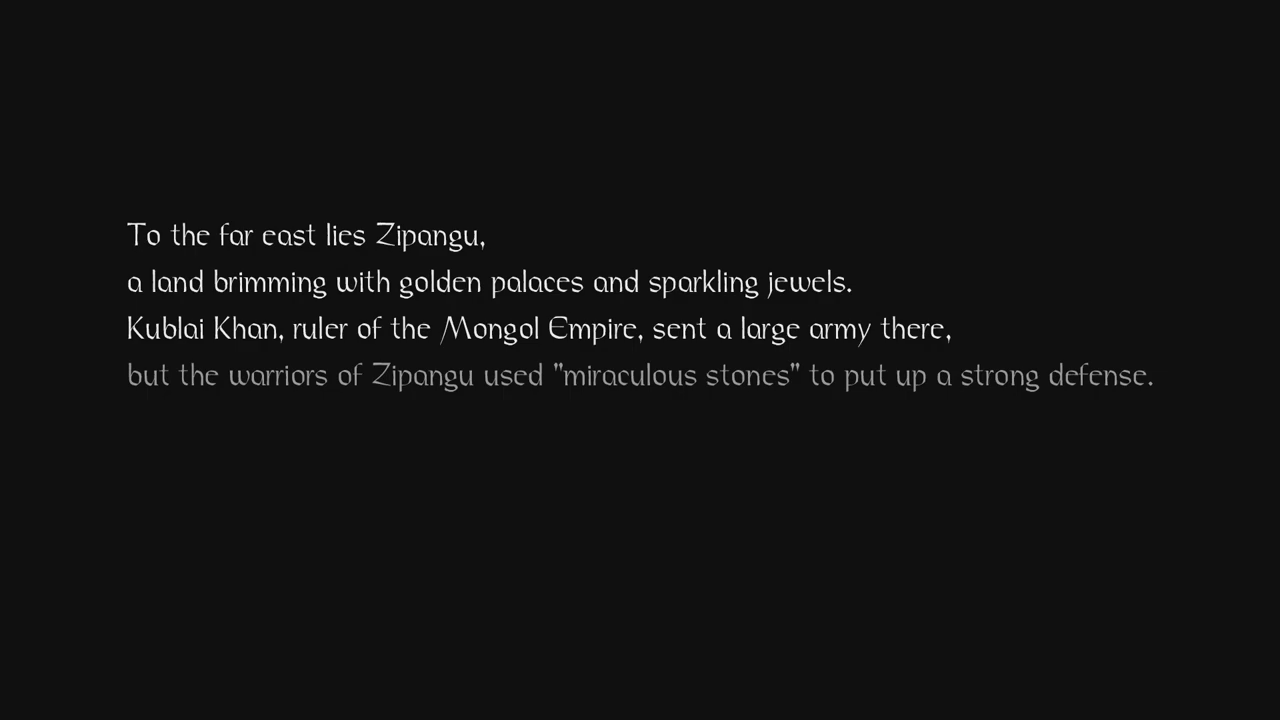 To the far east lies Zipangu,
a land brimming with golden palaces and sparkling jewels.
Kublai Khan, ruler of the Mongol Empire, sent a large army there,
but the warriors of Zipangu used "miraculous stones" to put up a strong defense.